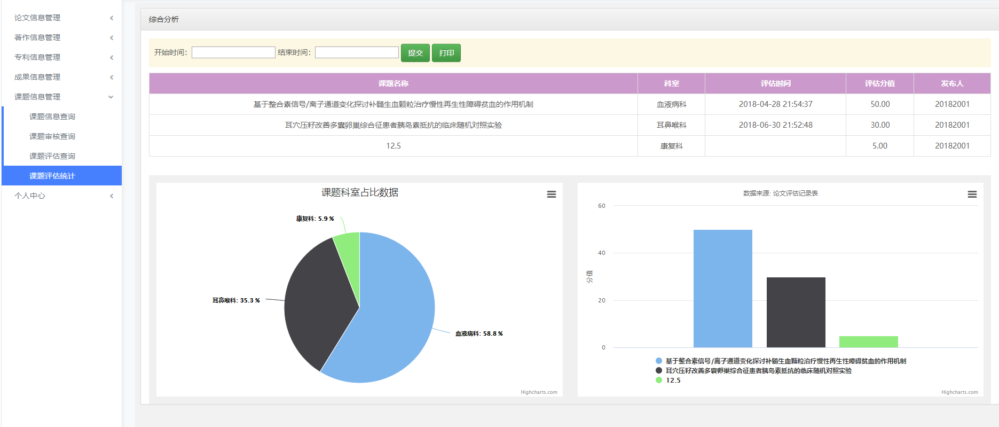 论文信息管理
著作信息管理
专利信息管理
成果信息管理
课题信息管理
课题信息查询
课题审核查询
课题评估查询
课题评估统计
个人中心
综合分析
开始时间: 结束时间: 提交 打印
课题名称 科室 评估时间 评估分值 发布人
基于整合素信号/离子通道变化探讨补髓生血颗粒治疗慢性再生性障碍贫血的作用机制 血液病科 2018-04-28 21:54:37 50.00 20182001
耳穴压籽改善多囊卵巢综合征患者胰岛素抵抗的临床随机对照实验 耳鼻喉科 2018-06-30 21:52:48 30.00 20182001
12.5 康复科 5.00 20182001
课题科室占比数据
康复科: 5.9 %
耳鼻喉科: 35.3 %
血液病科: 58.8 %
Highcharts.com
数据来源: 论文评估记录表
60
40
分值
20
0
基于整合素信号/离子通道变化探讨补髓生血颗粒治疗慢性再生性障碍贫血的作用机制
耳穴压籽改善多囊卵巢综合征患者胰岛素抵抗的临床随机对照实验
12.5
Highcharts.com